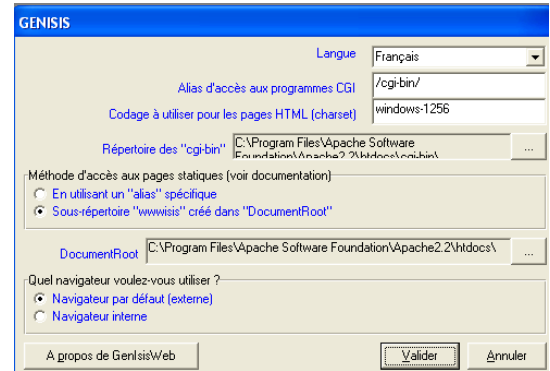 GENISIS
Langue Français
Alias d'accès aux programmes CGI /cgi-bin/
Codage à utiliser pour les pages HTML (charset) windows-1256
Répertoire des "cgi-bin" C:\Program Files\Apache Software
Foundation\Apache2.2\htdocs\cgi-bin\ ...
Méthode d'accès aux pages statiques (voir documentation)
En utilisant un "alias" spécifique
Sous-répertoire "wwwisis" créé dans "DocumentRoot"
DocumentRoot C:\Program Files\Apache Software Foundation\Apache2.2\htdocs\ ...
Quel navigateur voulez-vous utiliser ?
Navigateur par défaut (externe)
Navigateur interne
A propos de GenIsisWeb Valider Annuler